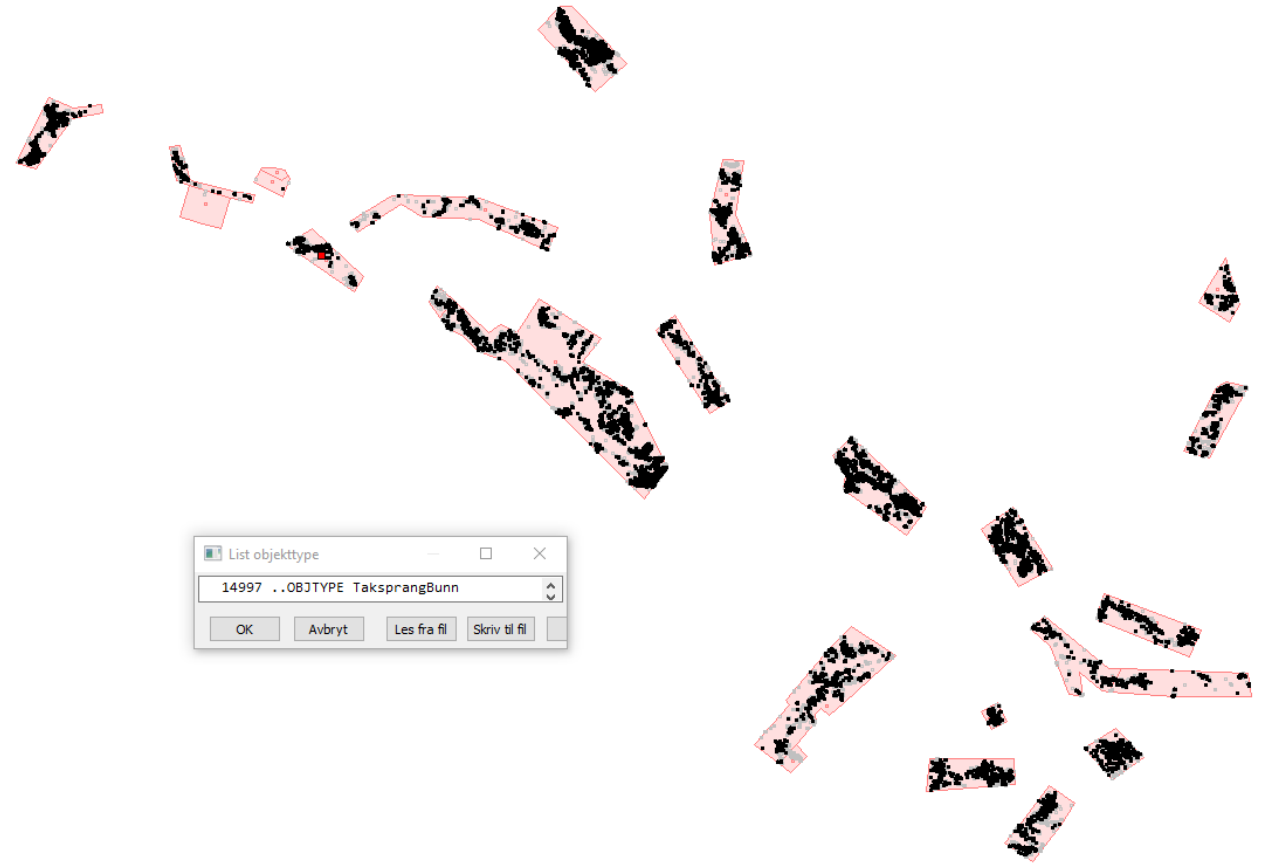 List objekttype
14997 ..OBJTYPE TaksprangBunn
OK Avbryt Les fra fil Skriv til fil